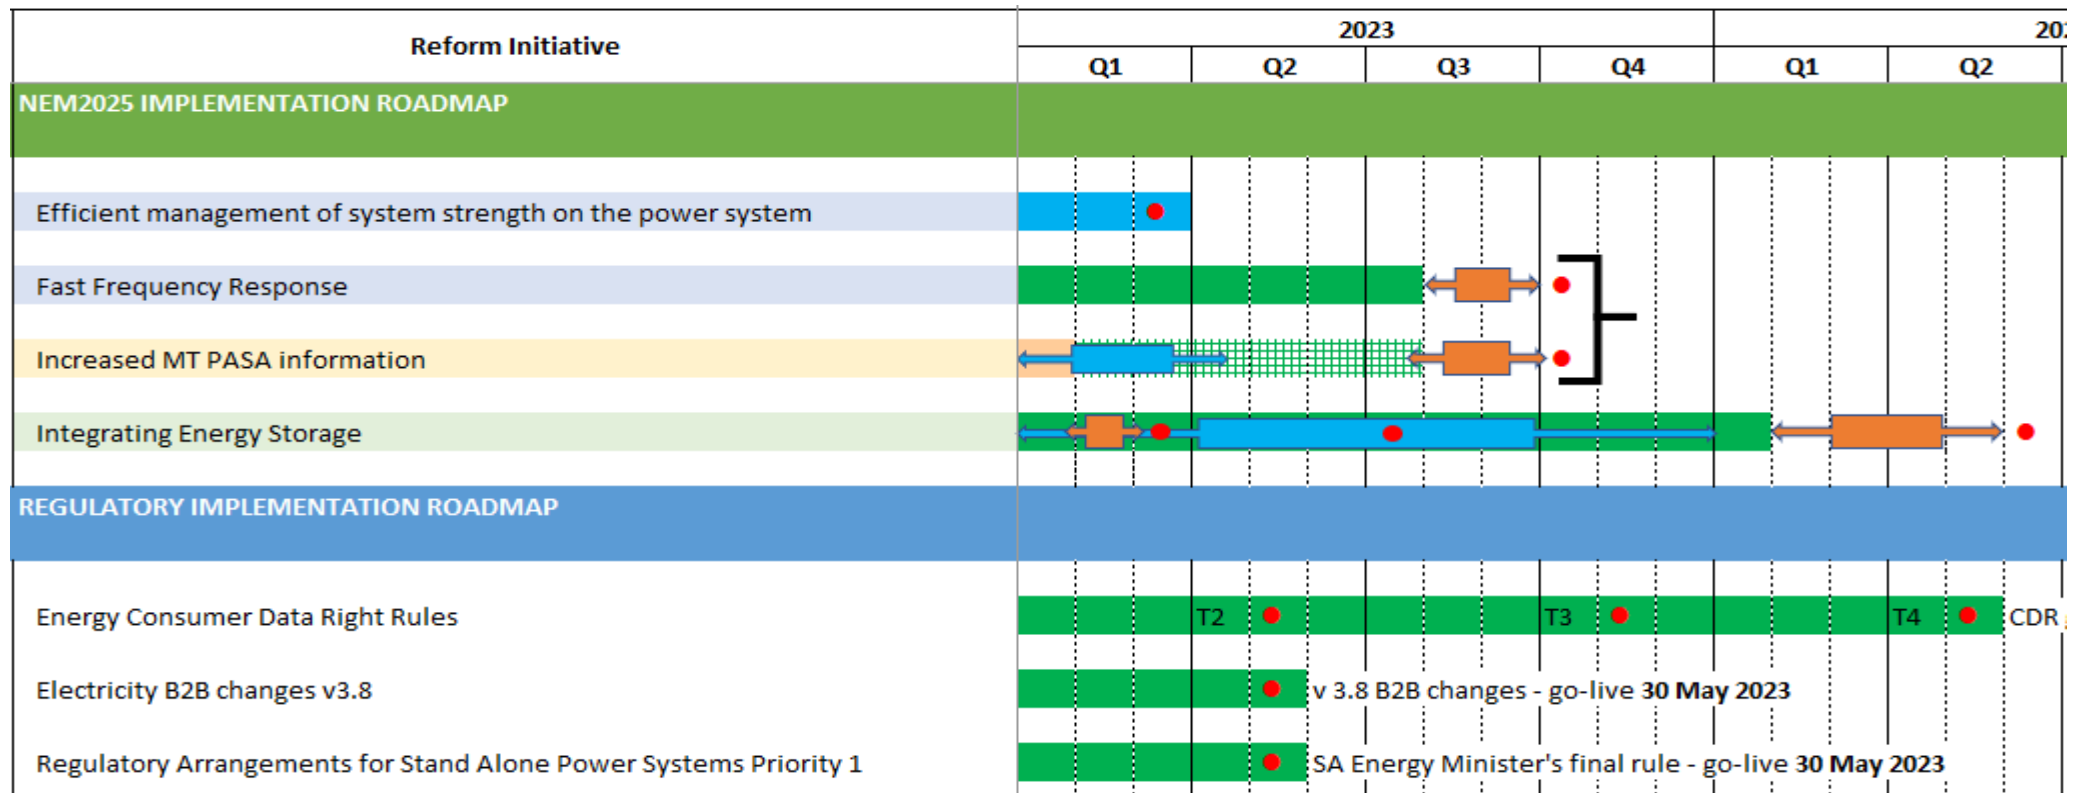 Reform Initiative
2023
202
Q1 Q2 Q3 Q4 Q1 Q2
NEM2025 IMPLEMENTATION ROADMAP
Efficient management of system strength on the power system
Fast Frequency Response
Increased MT PASA information
Integrating Energy Storage
REGULATORY IMPLEMENTATION ROADMAP
Energy Consumer Data Right Rules T2 T3 T4 CDR
Electricity B2B changes v3.8 v 3.8 B2B changes - go-live 30 May 2023
Regulatory Arrangements for Stand Alone Power Systems Priority 1 SA Energy Minister's final rule - go-live 30 May 2023